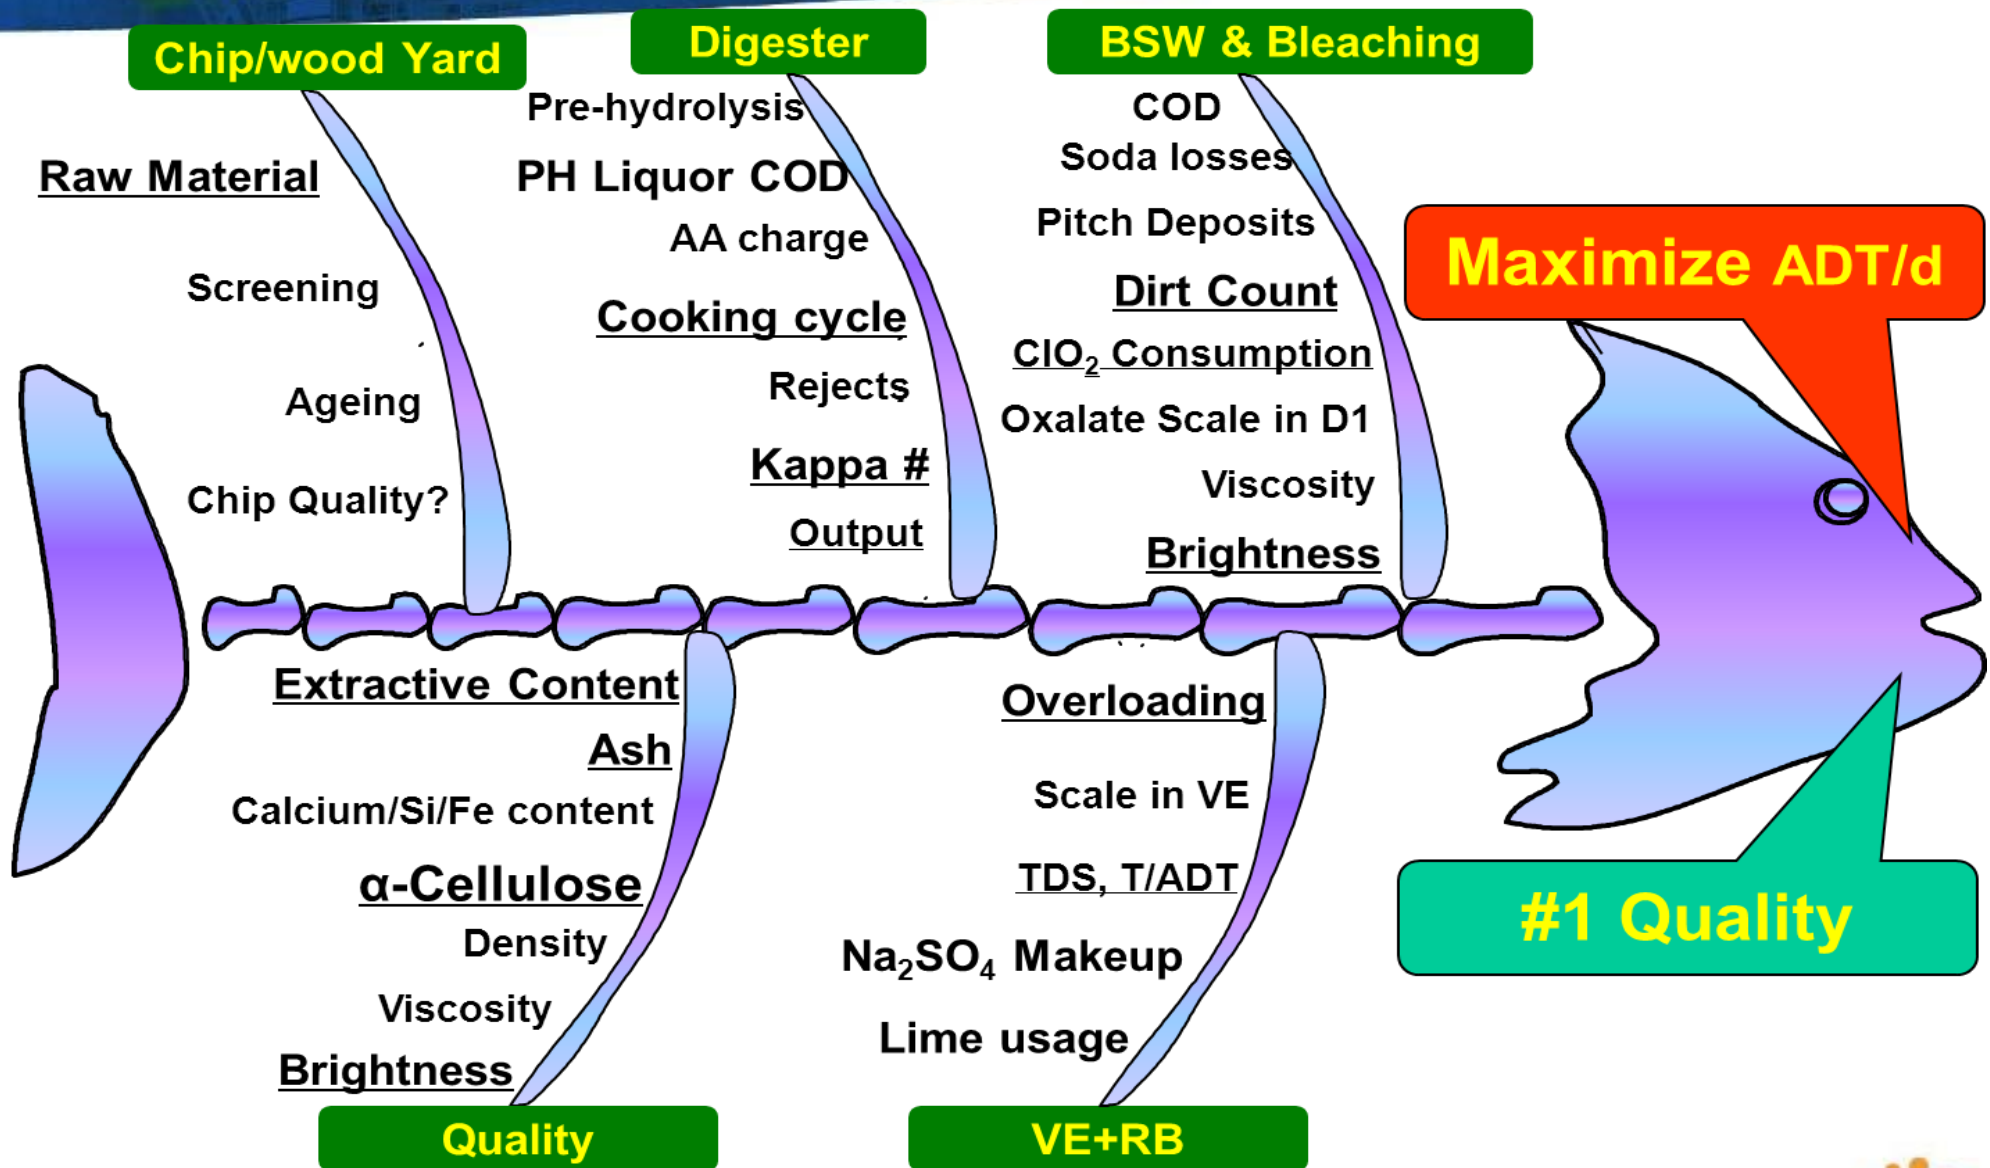 Chip/wood Yard
Raw Material
Screening
Ageing
Chip Quality?
Digester
Pre-hydrolysis
PH Liquor COD
AA charge
Cooking cycle
Rejects
Kappa #
Output
BSW & Bleaching
COD
Soda losses
Pitch Deposits
Dirt Count
ClO₂ Consumption
Oxalate Scale in D1
Viscosity
Brightness
Maximize ADT/d
Extractive Content
Ash
Calcium/Si/Fe content
α-Cellulose
Density
Viscosity
Brightness
Quality
Overloading
Scale in VE
TDS, T/ADT
Na₂SO₄ Makeup
Lime usage
VE+RB
#1 Quality